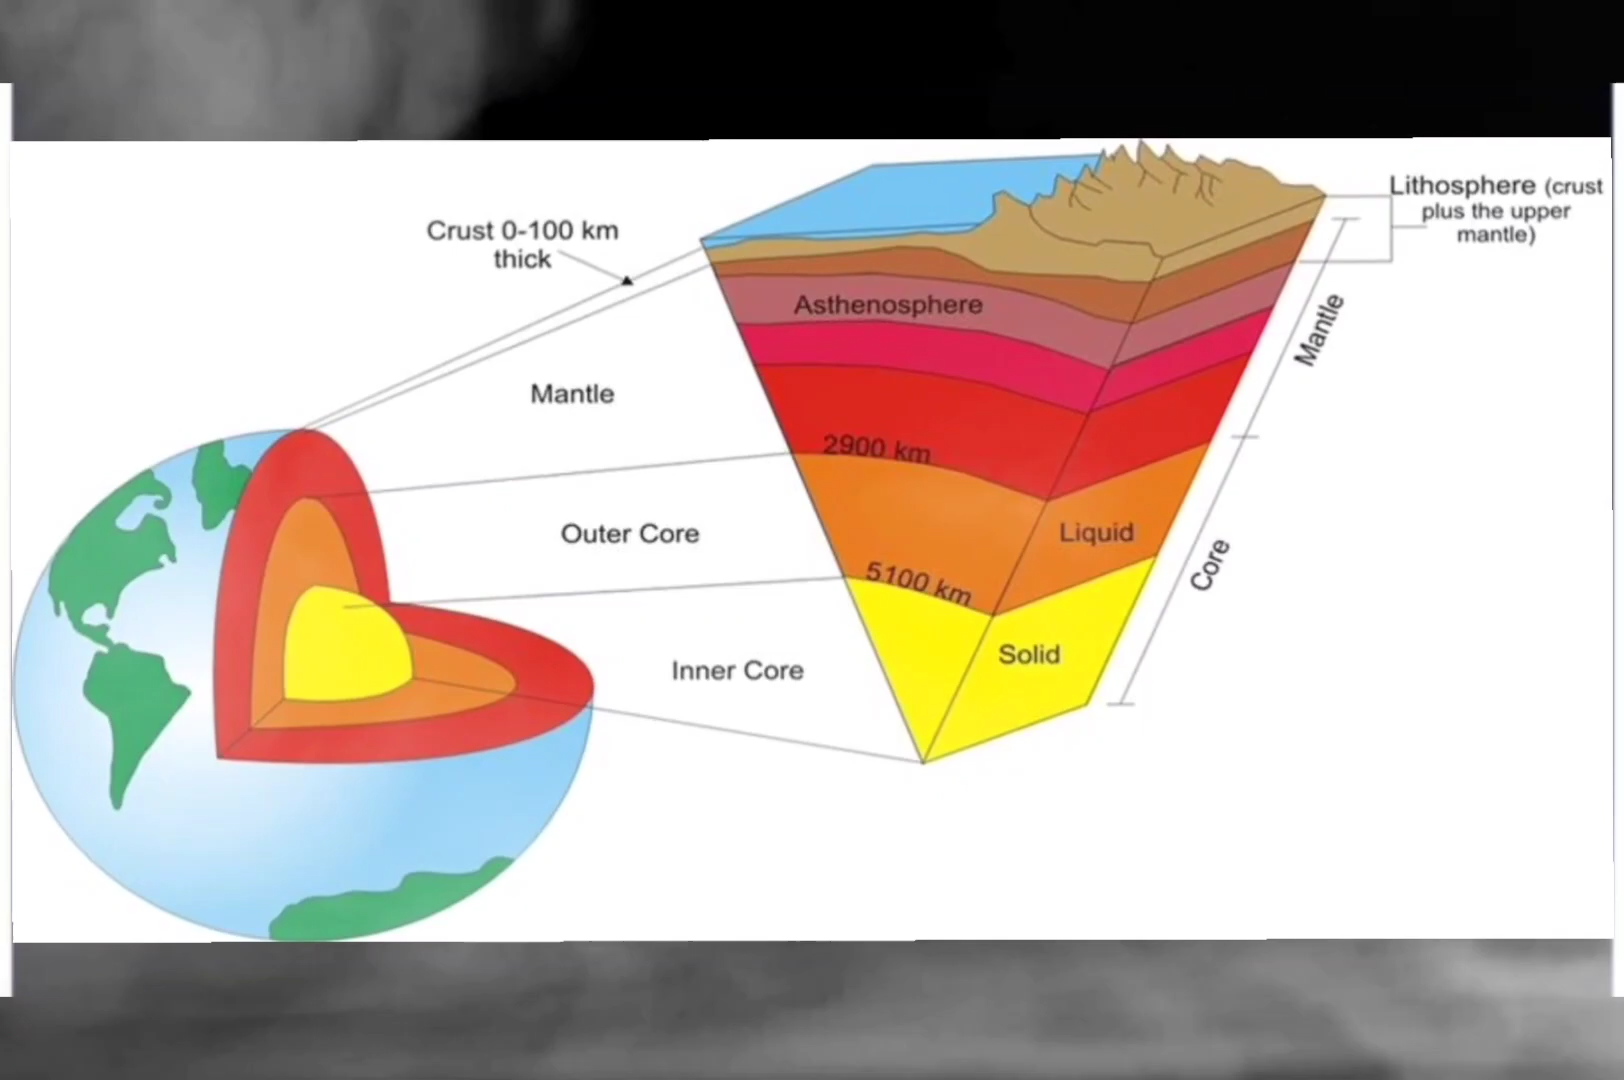 Lithosphere (crust
plus the upper
mantle)
Crust 0-100 km
thick
Asthenosphere
Mantle
Mantle
2900 km
Outer Core
Liquid
Core
5100 km
Inner Core
Solid